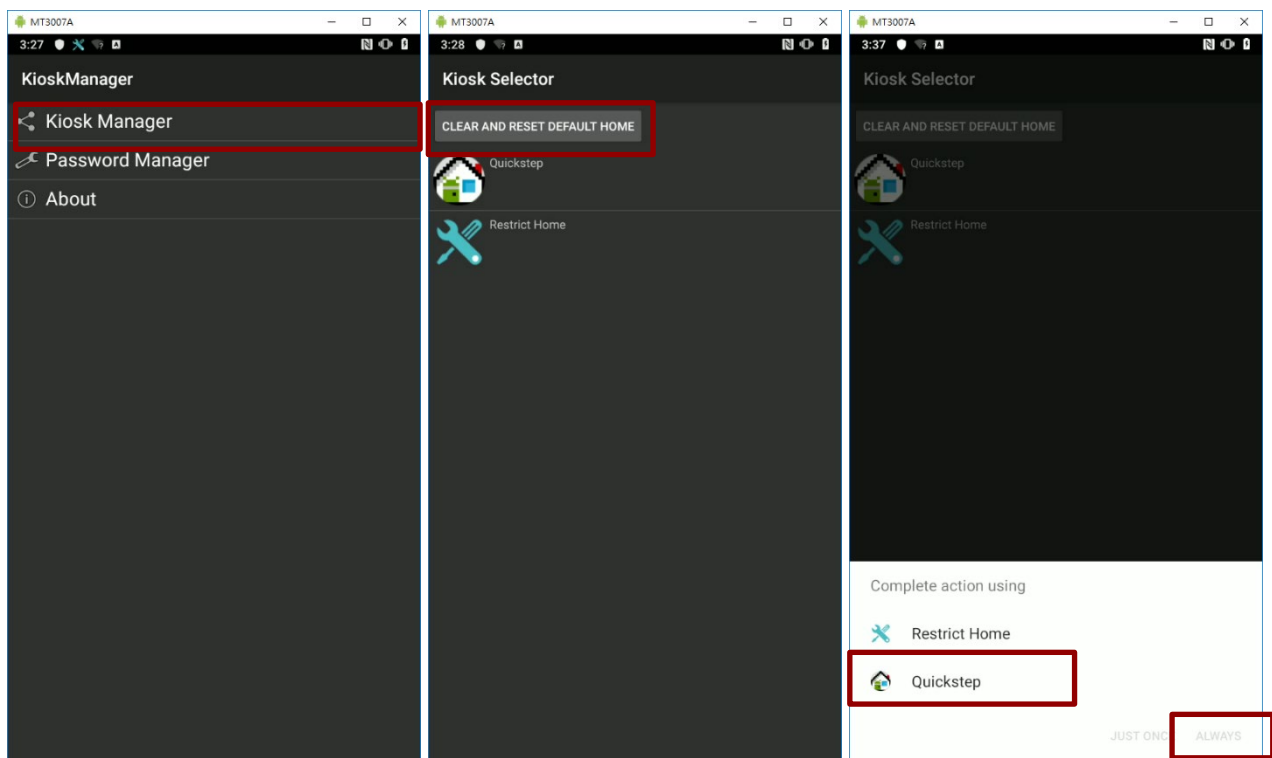 MT3007A
3:27
KioskManager
Kiosk Manager
Password Manager
About
MT3007A
3:28
Kiosk Selector
CLEAR AND RESET DEFAULT HOME
Quickstep
Restrict Home
MT3007A
3:37
Kiosk Selector
CLEAR AND RESET DEFAULT HOME
Quickstep
Restrict Home
Complete action using
Restrict Home
Quickstep
JUST ONC ALWAYS